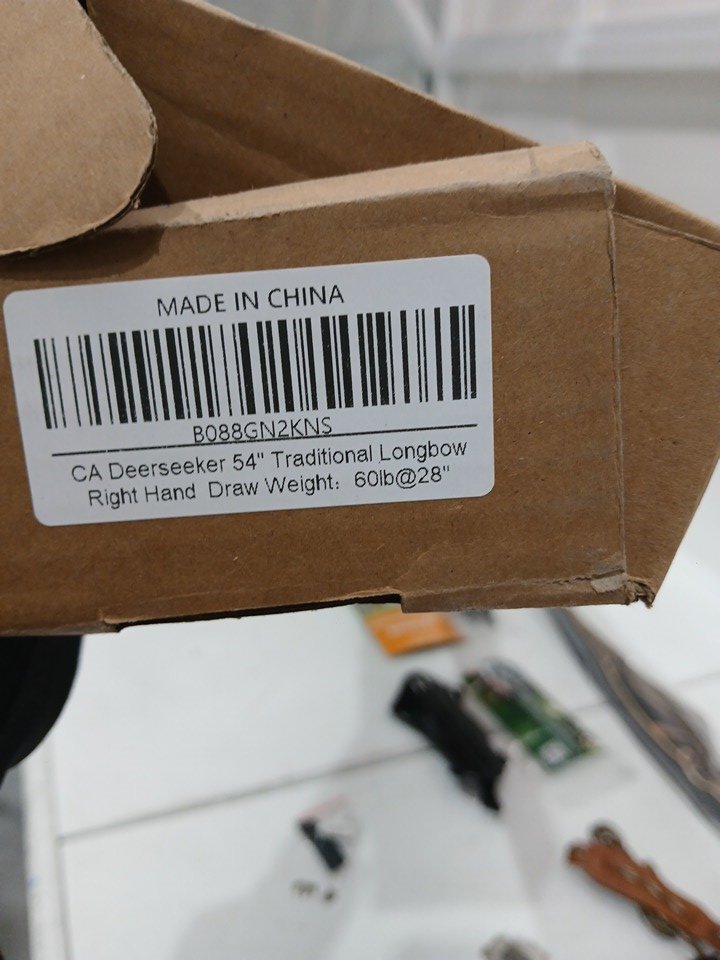 MADE IN CHINA
B088GN2KNS
CA Deerseeker 54" Traditional Longbow
Right Hand  Draw Weight:  60lb@28"